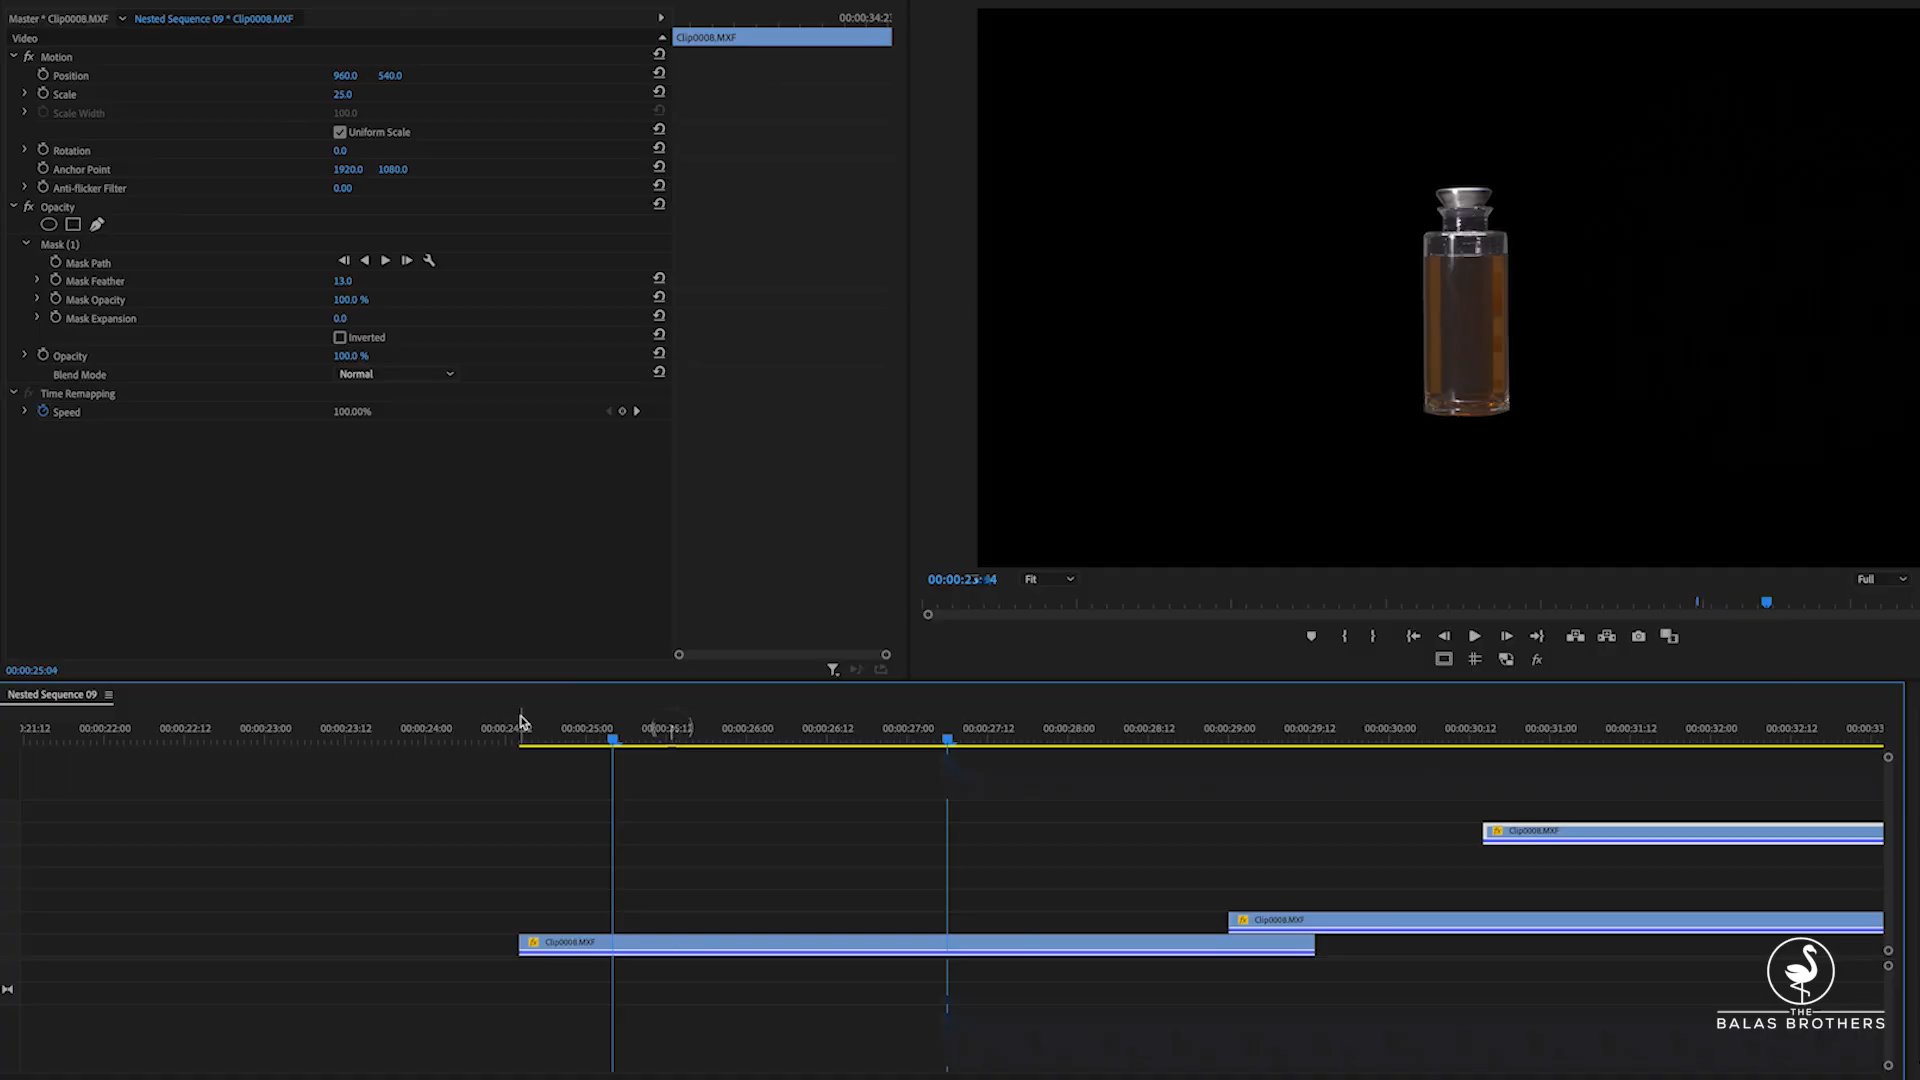 Master * Clip0008.MXF Nested Sequence 09 * Clip0008.MXF
Video
Motion
Position 960.0 540.0
Scale 25.0
Scale Width 100.0
Uniform Scale
Rotation 0.0
Anchor Point 1920.0 1080.0
Anti-flicker Filter 0.00
fx Opacity
Mask (1)
Mask Path
Mask Feather 13.0
Mask Opacity 100.0 %
Mask Expansion 0.0
Inverted
Opacity 100.0 %
Blend Mode Normal
Time Remapping
Speed 100.00%
Clip0008.MXF
Fit
Full
00:00:25:04
Nested Sequence 09
00:00:22:00 00:00:22:12 00:00:23:00 00:00:23:12 00:00:24:00 00:00:25:00 00:00:26:00 00:00:26:12 00:00:27:00 00:00:27:12 00:00:28:00 00:00:28:12 00:00:29:00 00:00:29:12 00:00:30:00 00:00:30:12 00:00:31:00 00:00:31:12 00:00:32:00 00:00:32:12
fx Clip0008.MXF
fx Clip0008.MXF
fx Clip0008.MXF
THE
BALAS BROTHERS